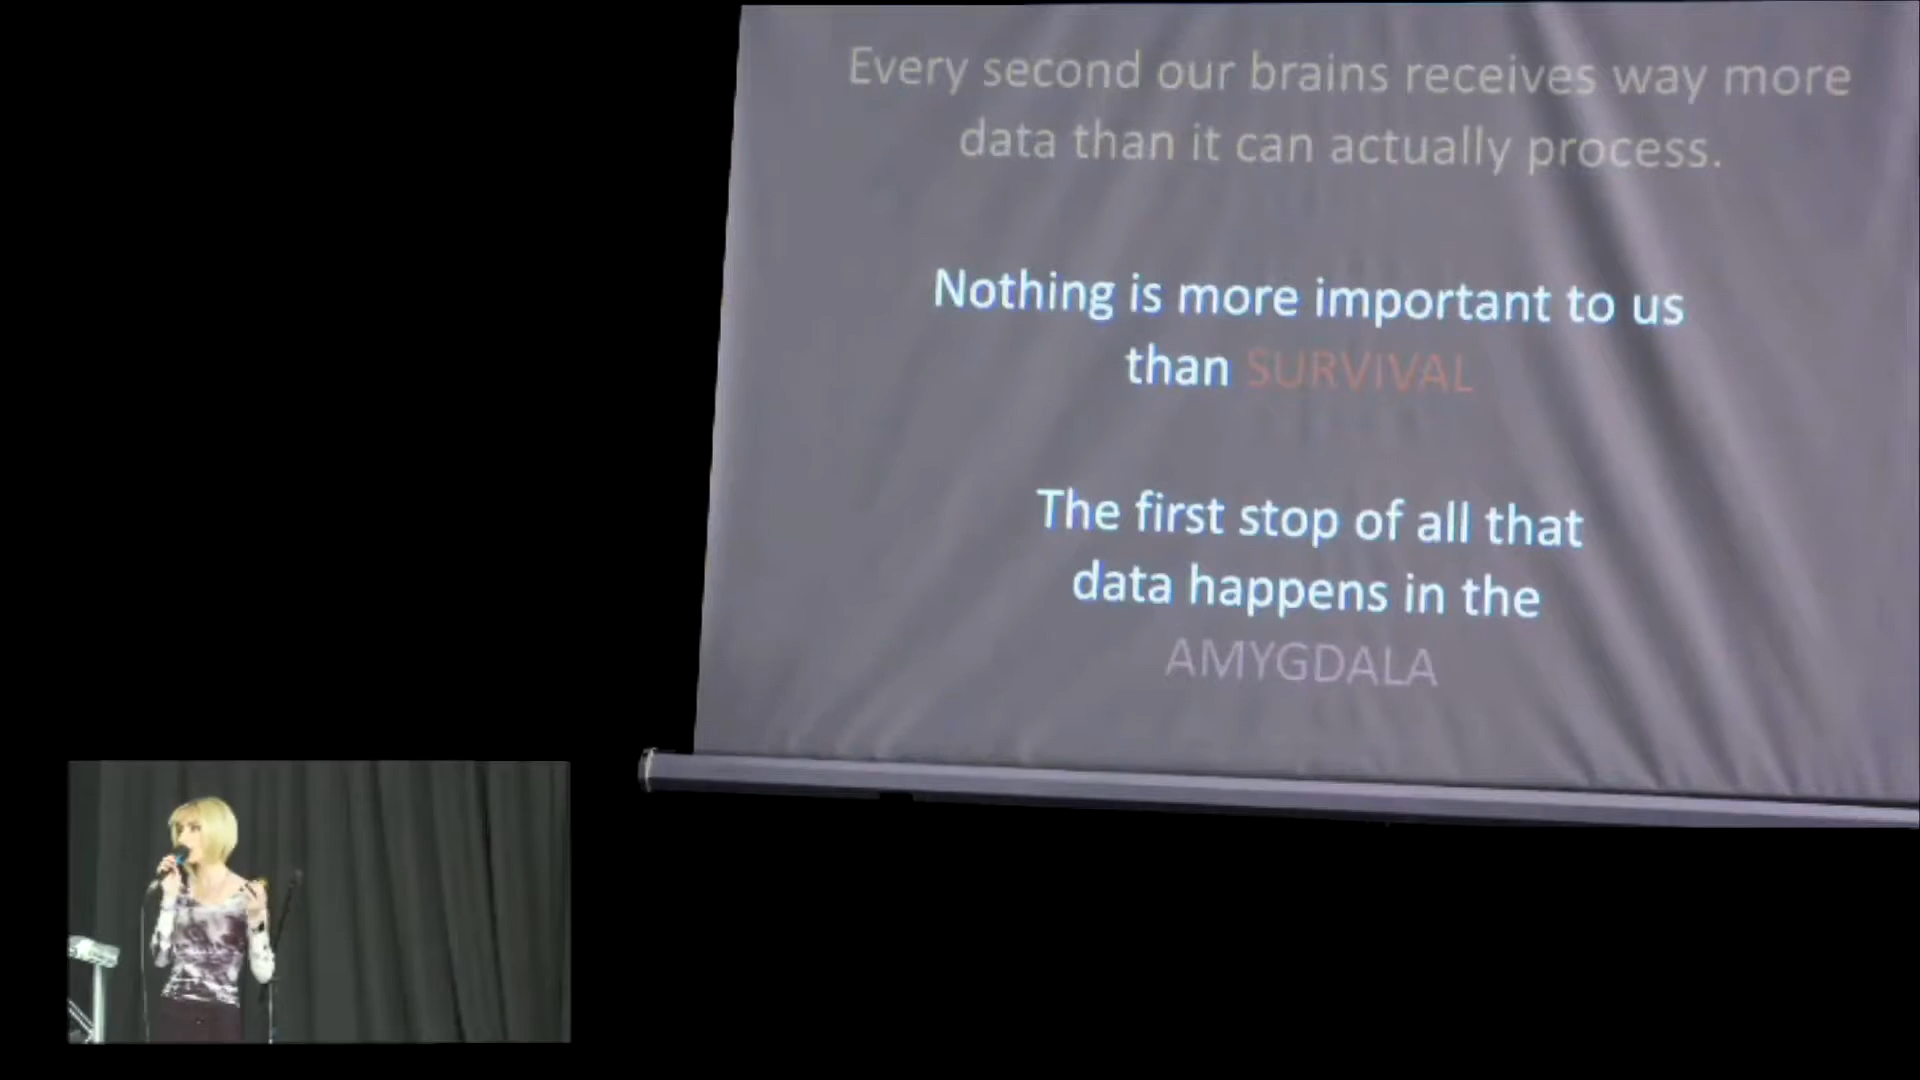 Every second our brains receives way more
data than it can actually process.
Nothing is more important to us
than SURVIVAL
The first stop of all that
data happens in the
AMYGDALA